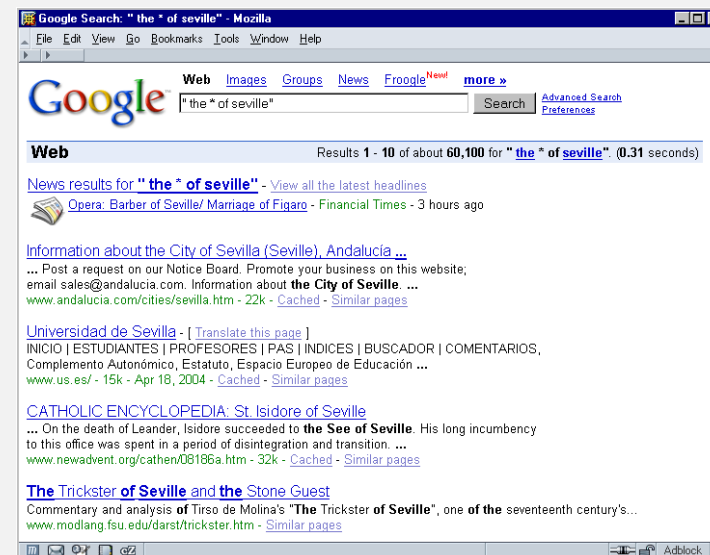 Google Search: " the * of seville" - Mozilla
File Edit View Go Bookmarks Tools Window Help
Google
Web Images Groups News Froogle New! more »
" the * of seville"
Search
Advanced Search
Preferences
Web
Results 1 - 10 of about 60,100 for " the * of seville". (0.31 seconds)
News results for " the * of seville" - View all the latest headlines
Opera: Barber of Seville/ Marriage of Figaro - Financial Times - 3 hours ago
Information about the City of Sevilla (Seville), Andalucía ...
... Post a request on our Notice Board. Promote your business on this website;
email sales@andalucia.com. Information about the City of Seville. ...
www.andalucia.com/cities/sevilla.htm - 22k - Cached - Similar pages
Universidad de Sevilla - [ Translate this page ]
INICIO | ESTUDIANTES | PROFESORES | PAS | INDICES | BUSCADOR | COMENTARIOS,
Complemento Autonómico, Estatuto, Espacio Europeo de Educación ...
www.us.es/ - 15k - Apr 18, 2004 - Cached - Similar pages
CATHOLIC ENCYCLOPEDIA: St. Isidore of Seville
... On the death of Leander, Isidore succeeded to the See of Seville. His long incumbency
to this office was spent in a period of disintegration and transition. ...
www.newadvent.org/cathen/08186a.htm - 32k - Cached - Similar pages
The Trickster of Seville and the Stone Guest
Commentary and analysis of Tirso de Molina's "The Trickster of Seville", one of the seventeenth century's...
www.modlang.fsu.edu/darst/trickster.htm - Similar pages
Adblock